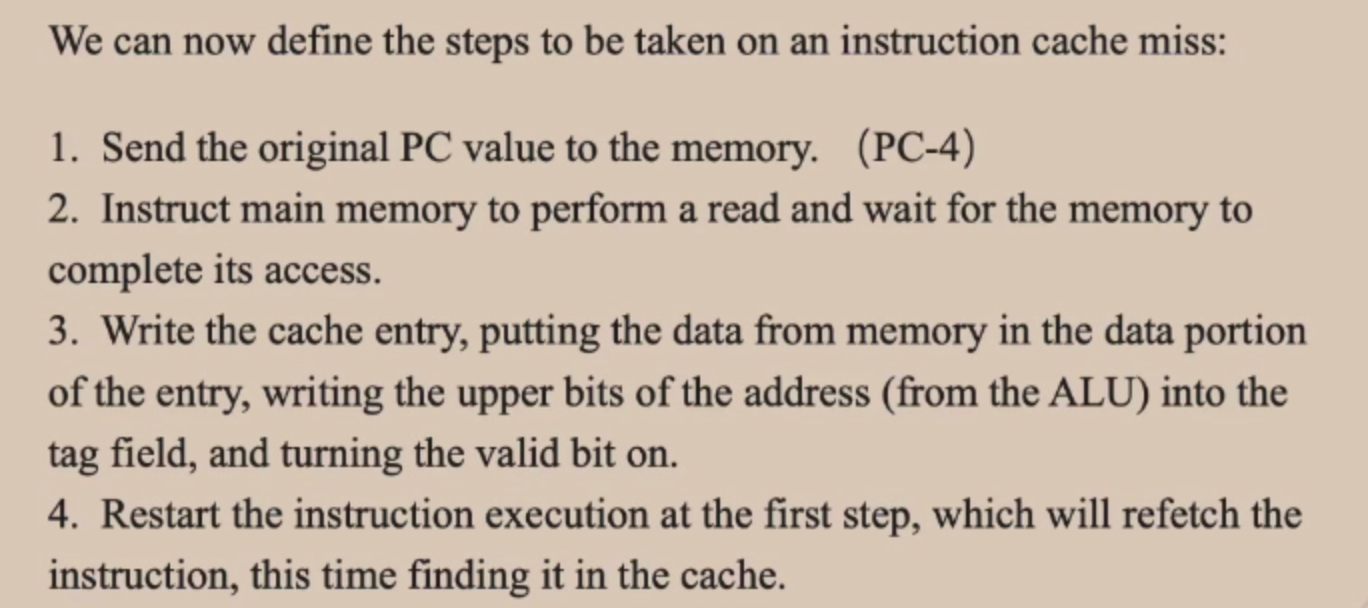 We can now define the steps to be taken on an instruction cache miss:
1. Send the original PC value to the memory. (PC-4)
2. Instruct main memory to perform a read and wait for the memory to
complete its access.
3. Write the cache entry, putting the data from memory in the data portion
of the entry, writing the upper bits of the address (from the ALU) into the
tag field, and turning the valid bit on.
4. Restart the instruction execution at the first step, which will refetch the
instruction, this time finding it in the cache.